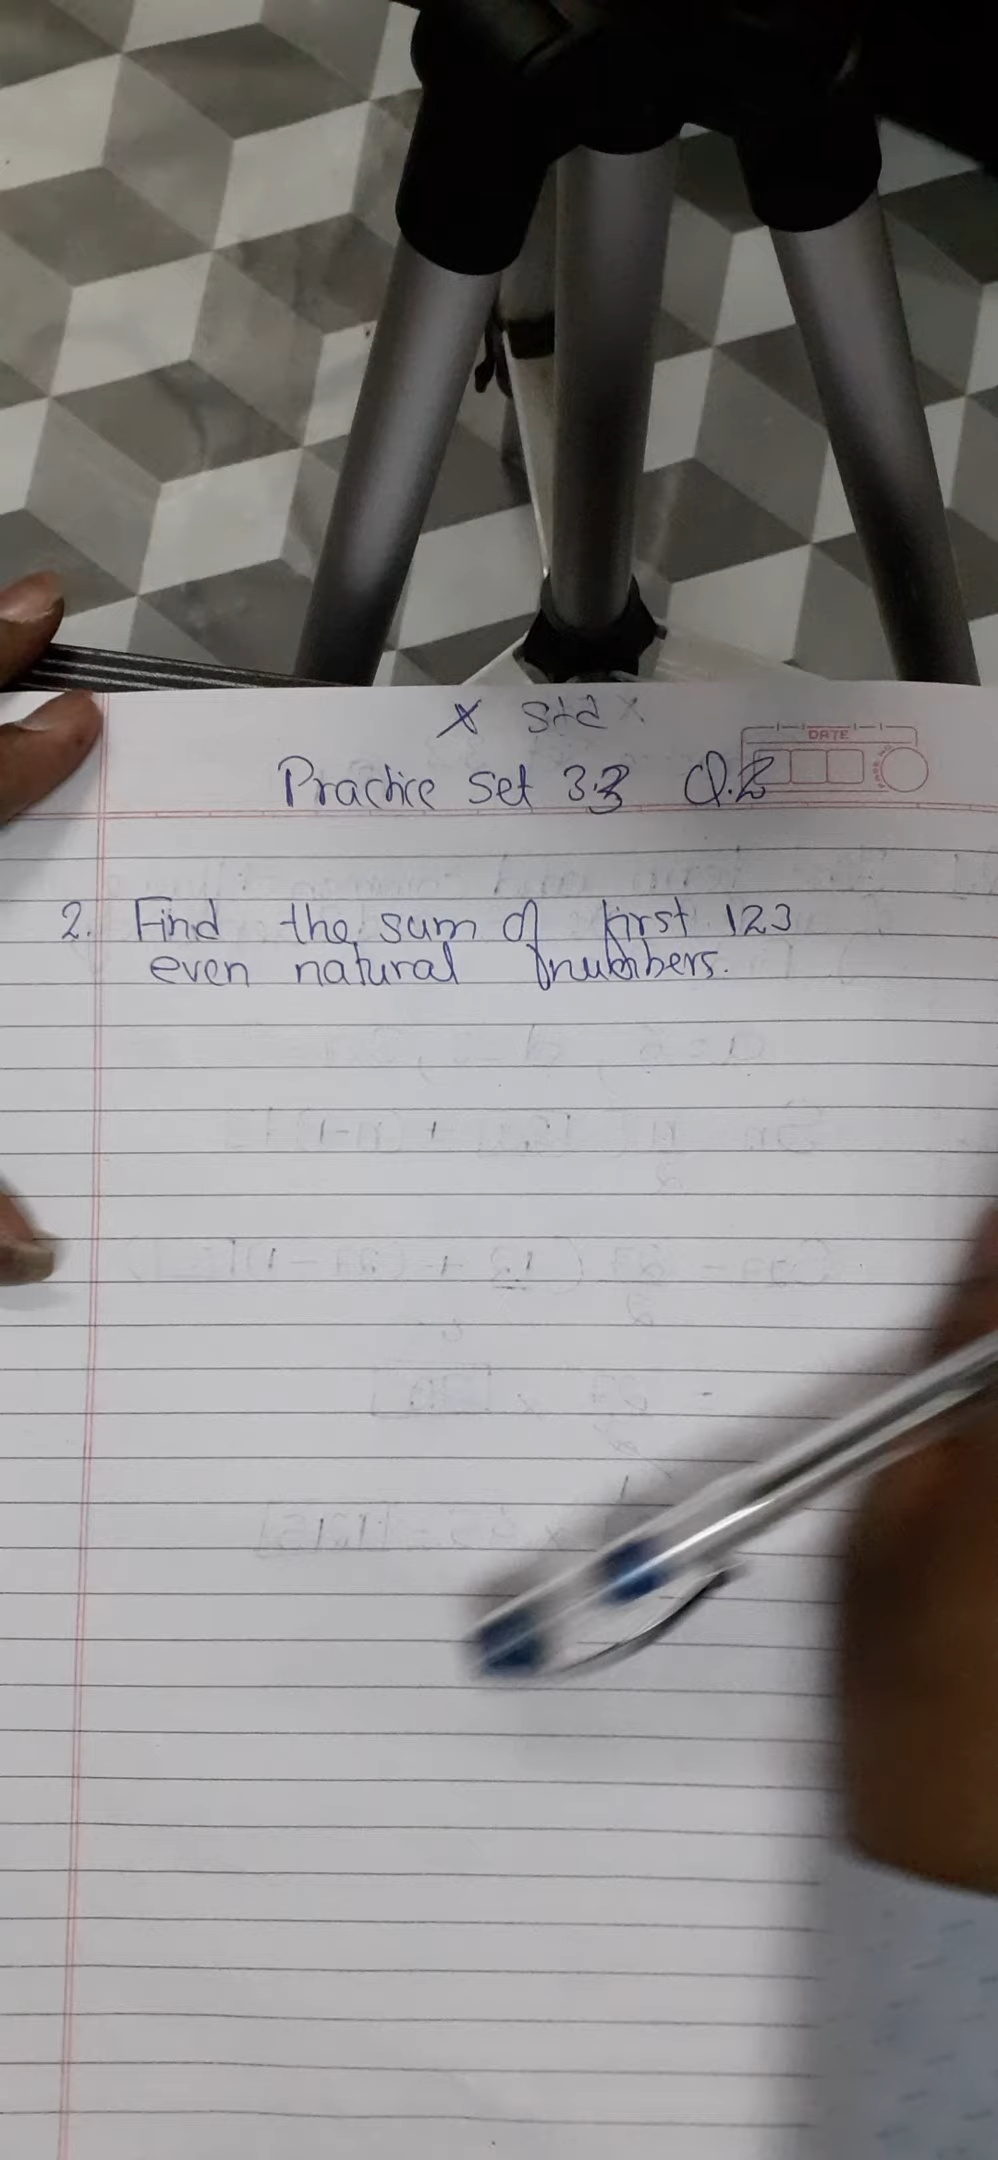 X Std X
DATE
Practice Set 3.3 Q.2
2. Find the sum of first 123
even natural numbers.